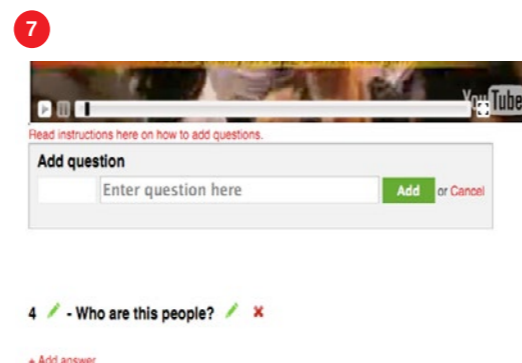 7
YouTube
Read instructions here on how to add questions.
Add question
Enter question here Add or Cancel
4 - Who are this people?
+ Add answer